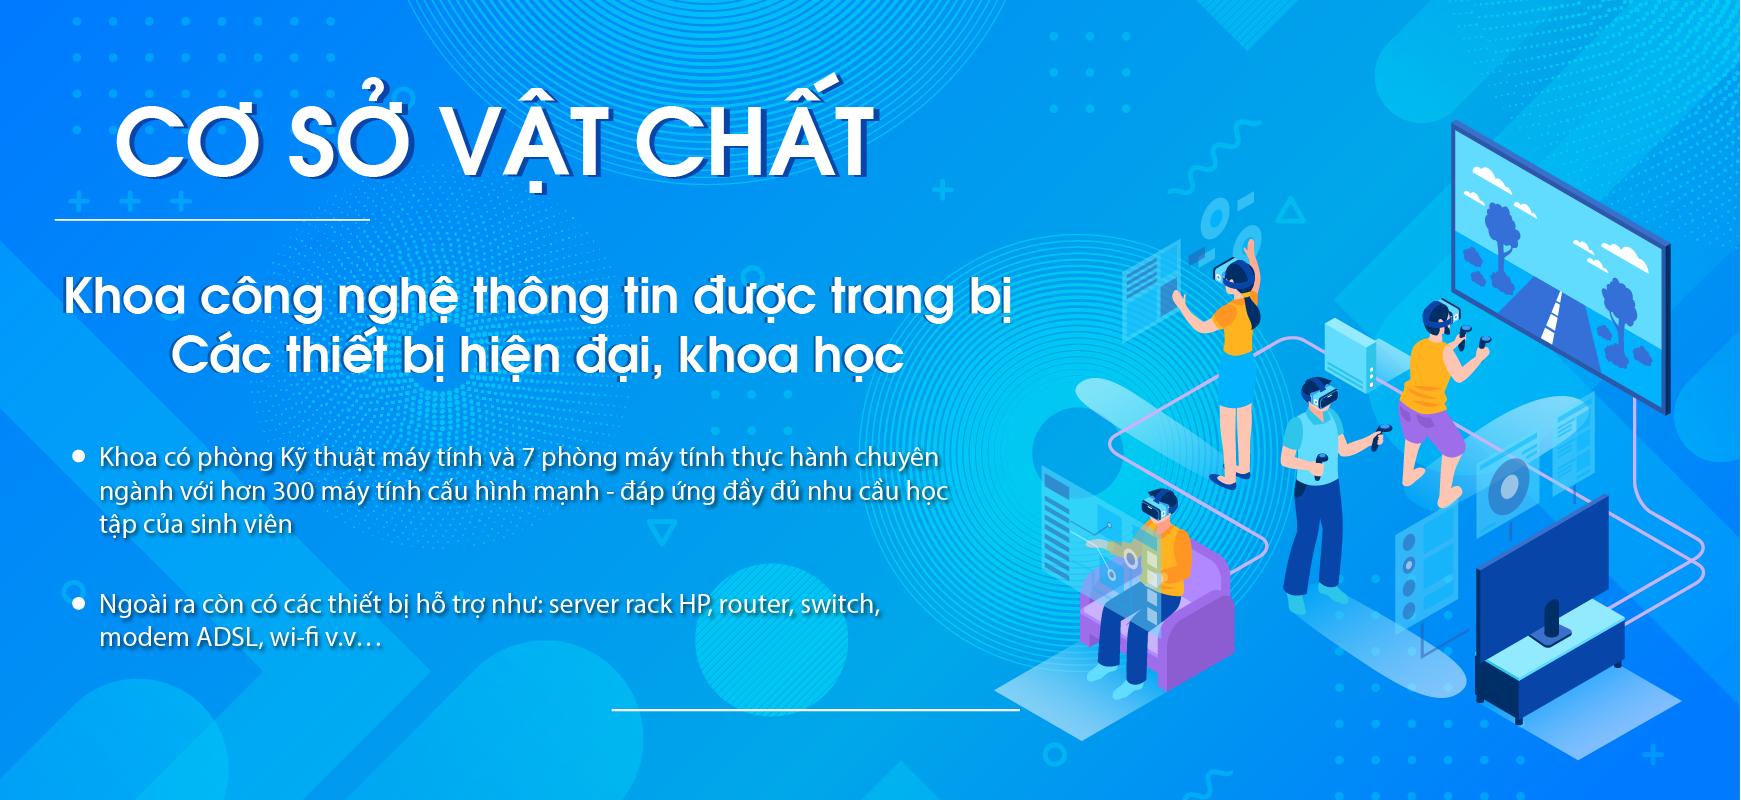 CƠ SỞ VẬT CHẤT
Khoa công nghệ thông tin được trang bị
Các thiết bị hiện đại, khoa học
Khoa có phòng Kỹ thuật máy tính và 7 phòng máy tính thực hành chuyên
ngành với hơn 300 máy tính cấu hình mạnh - đáp ứng đầy đủ nhu cầu học
tập của sinh viên
Ngoài ra còn có các thiết bị hỗ trợ như: server rack HP, router, switch,
modem ADSL, wi-fi v.v…